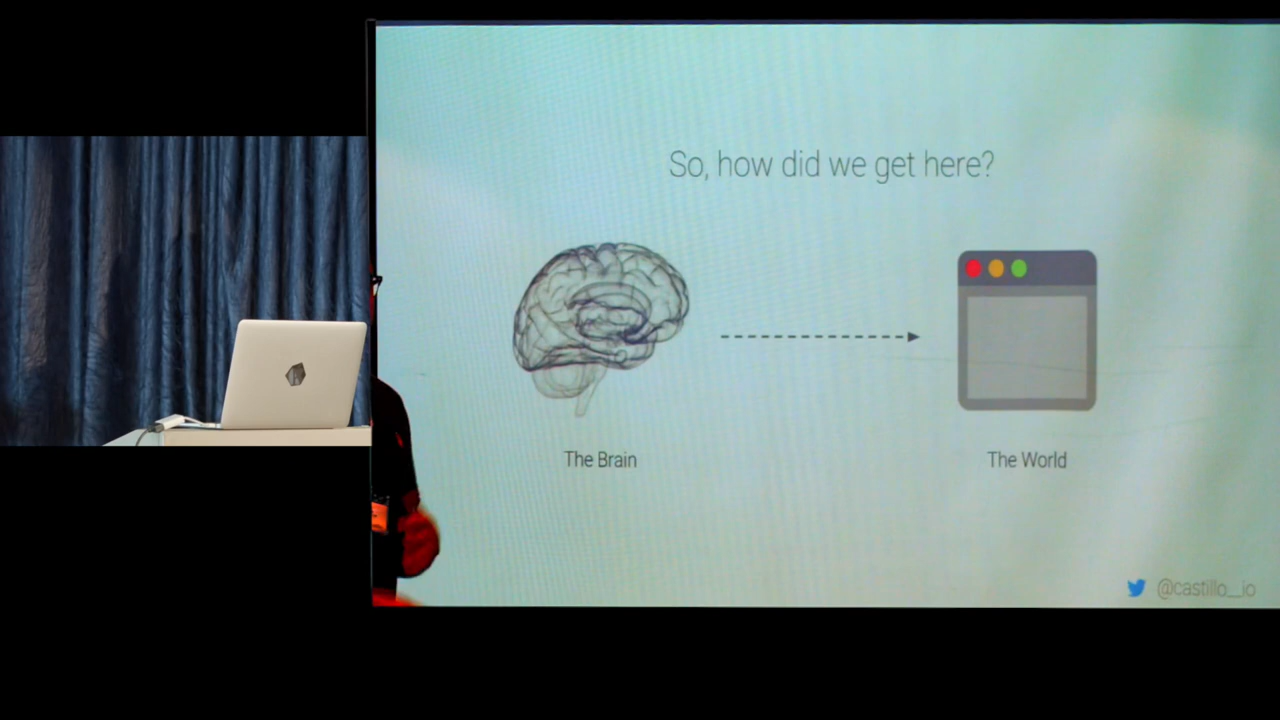 So, how did we get here?
The Brain
The World
@castillo__io